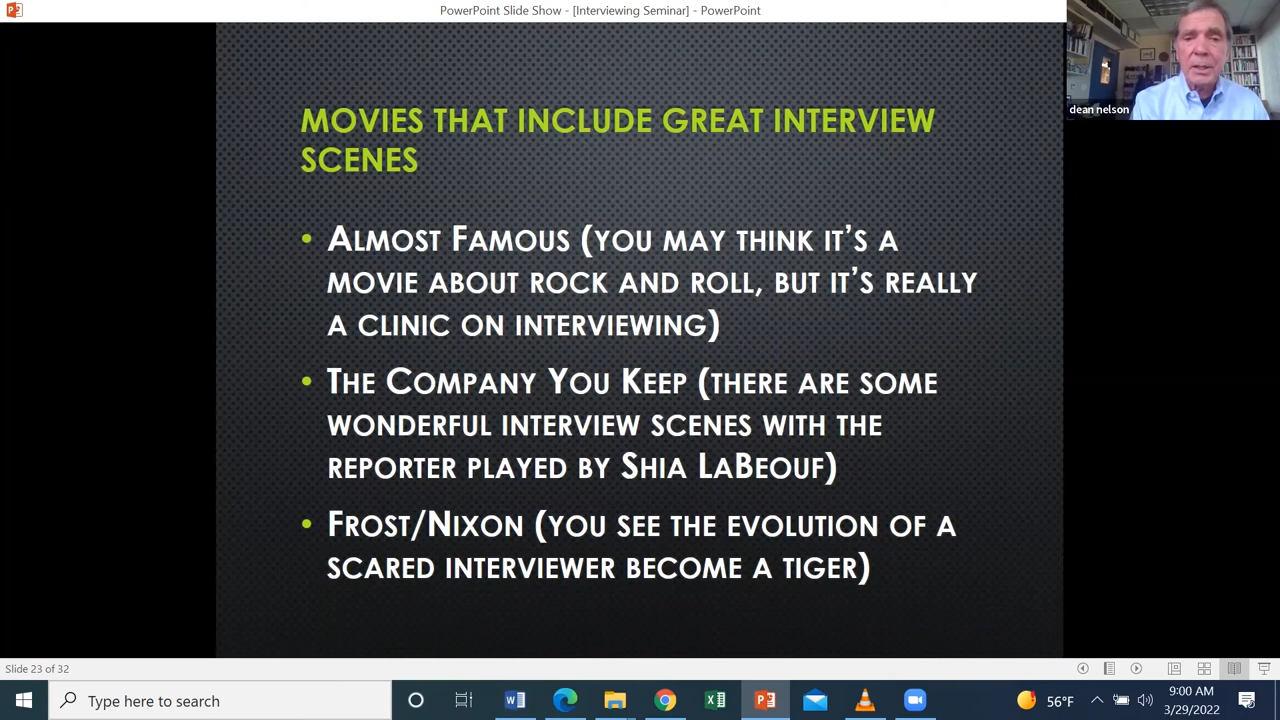 PowerPoint Slide Show - [Interviewing Seminar] - PowerPoint
dean nelson
MOVIES THAT INCLUDE GREAT INTERVIEW
SCENES
• ALMOST FAMOUS (YOU MAY THINK IT’S A
MOVIE ABOUT ROCK AND ROLL, BUT IT’S REALLY
A CLINIC ON INTERVIEWING)
• THE COMPANY YOU KEEP (THERE ARE SOME
WONDERFUL INTERVIEW SCENES WITH THE
REPORTER PLAYED BY SHIA LABEOUF)
• FROST/NIXON (YOU SEE THE EVOLUTION OF A
SCARED INTERVIEWER BECOME A TIGER)
Slide 23 of 32
Type here to search
56°F
9:00 AM
3/29/2022